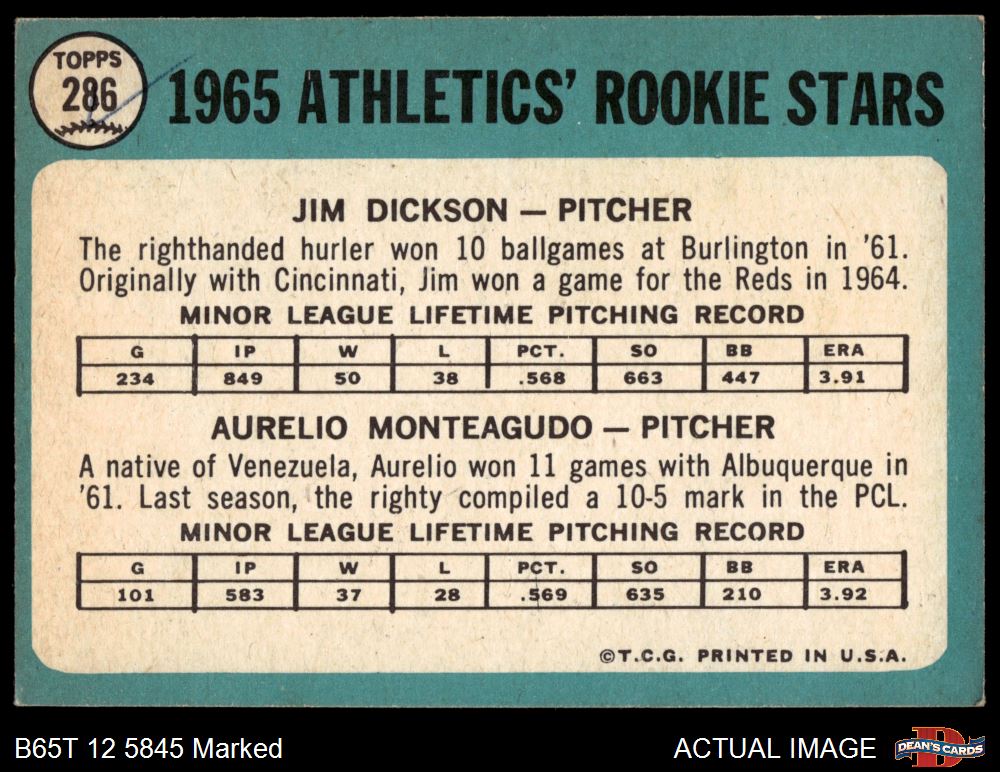 TOPPS
286
1965 ATHLETICS' ROOKIE STARS
JIM DICKSON — PITCHER
The righthanded hurler won 10 ballgames at Burlington in '61.
Originally with Cincinnati, Jim won a game for the Reds in 1964.
MINOR LEAGUE LIFETIME PITCHING RECORD
G IP W L PCT. SO BB ERA
234 849 50 38 .568 663 447 3.91
AURELIO MONTEAGUDO — PITCHER
A native of Venezuela, Aurelio won 11 games with Albuquerque in
'61. Last season, the righty compiled a 10-5 mark in the PCL.
MINOR LEAGUE LIFETIME PITCHING RECORD
G IP W L PCT. SO BB ERA
101 583 37 28 .569 635 210 3.92
©T.C.G. PRINTED IN U.S.A.
B65T 12 5845 Marked
ACTUAL IMAGE
DEAN'S CARDS